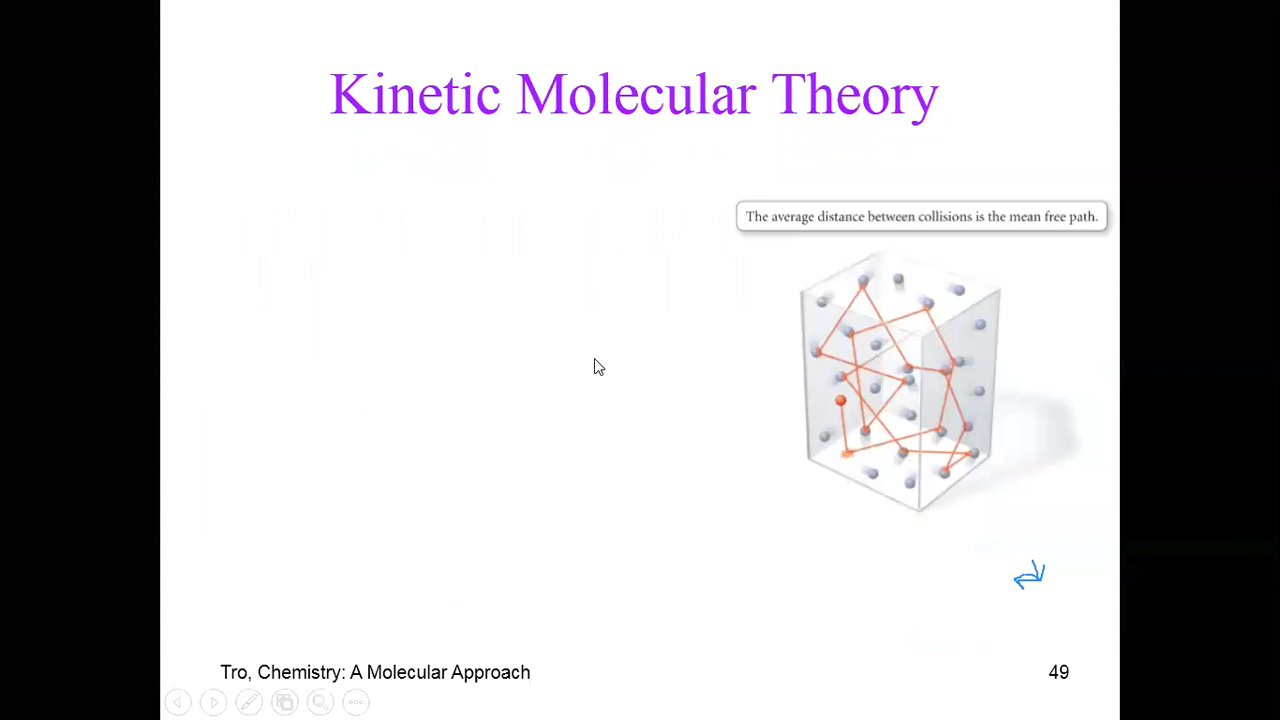 Kinetic Molecular Theory
The average distance between collisions is the mean free path.
Tro, Chemistry: A Molecular Approach
49